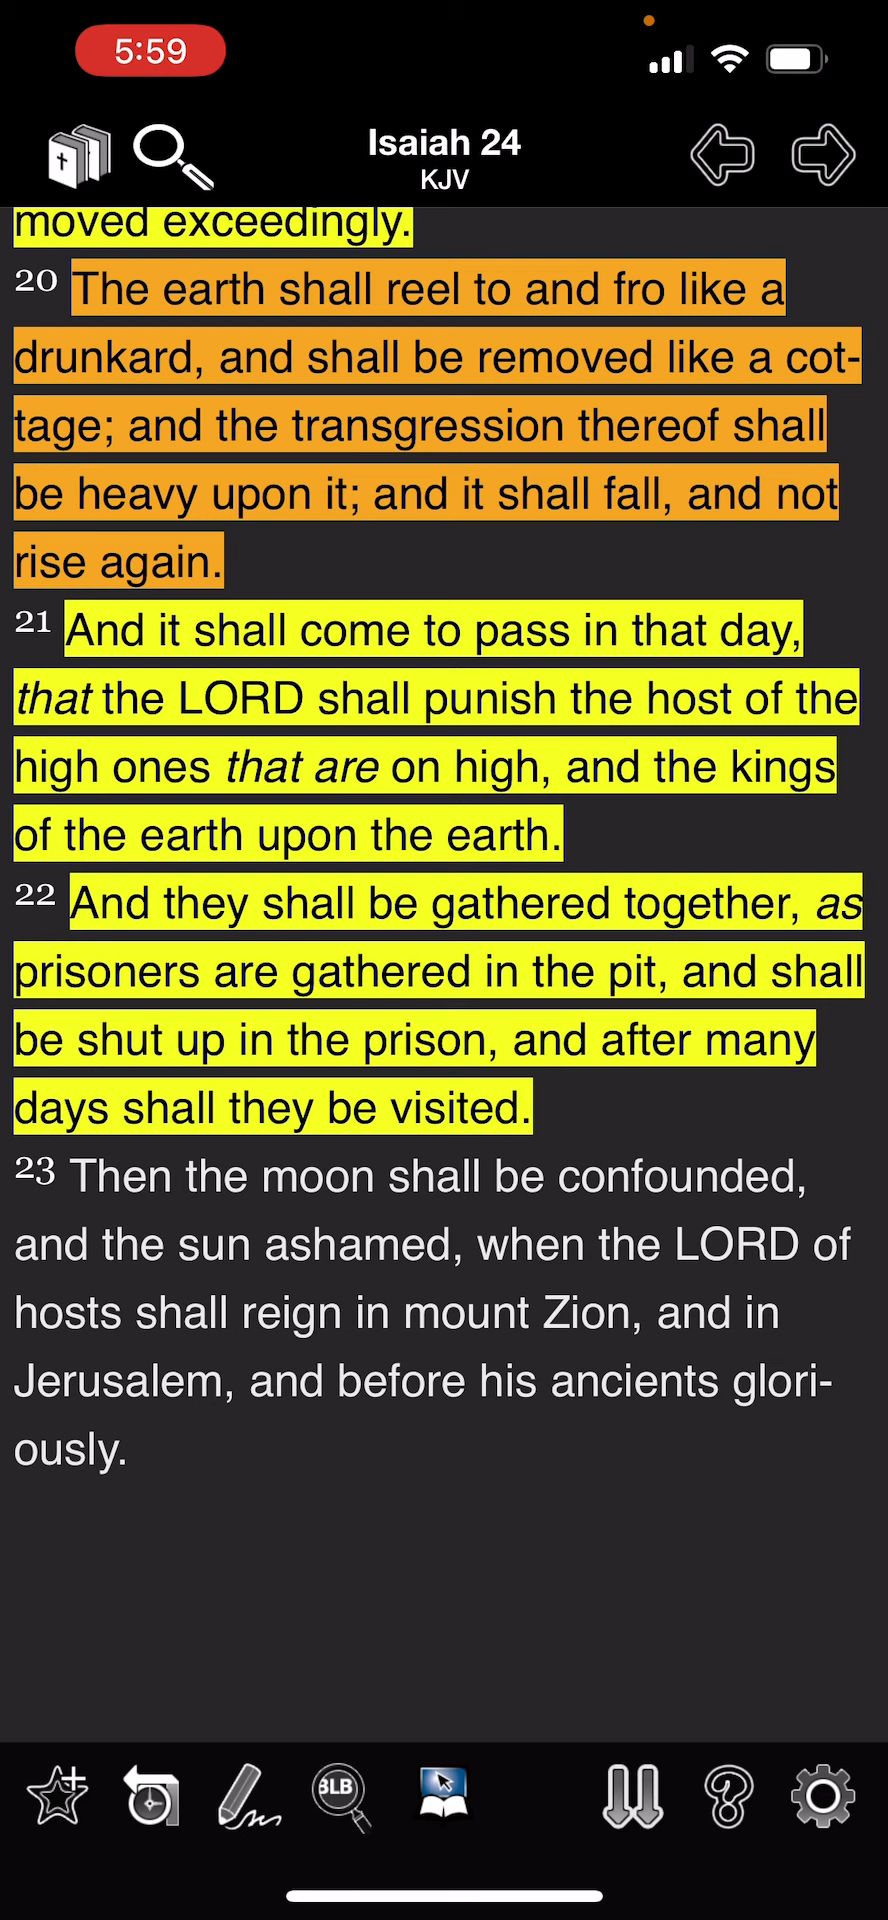 5:59
Isaiah 24
KJV
moved exceedingly.
20 The earth shall reel to and fro like a
drunkard, and shall be removed like a cot-
tage; and the transgression thereof shall
be heavy upon it; and it shall fall, and not
rise again.
21 And it shall come to pass in that day,
that the LORD shall punish the host of the
high ones that are on high, and the kings
of the earth upon the earth.
22 And they shall be gathered together, as
prisoners are gathered in the pit, and shall
be shut up in the prison, and after many
days shall they be visited.
23 Then the moon shall be confounded,
and the sun ashamed, when the LORD of
hosts shall reign in mount Zion, and in
Jerusalem, and before his ancients glori-
ously.
BLB